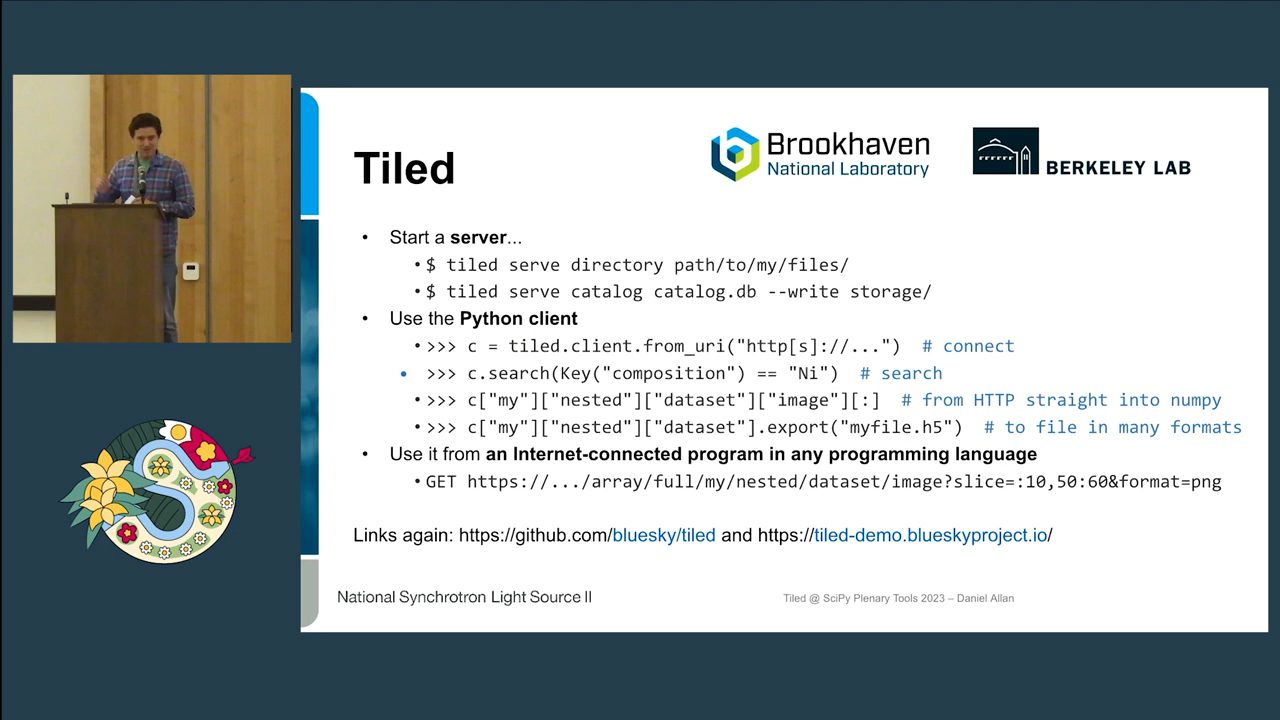 Tiled
Brookhaven
National Laboratory
BERKELEY LAB
• Start a server...
• $ tiled serve directory path/to/my/files/
• $ tiled serve catalog catalog.db --write storage/
• Use the Python client
• >>> c = tiled.client.from_uri("http[s]://...") # connect
• >>> c.search(Key("composition") == "Ni") # search
• >>> c["my"]["nested"]["dataset"]["image"][:] # from HTTP straight into numpy
• >>> c["my"]["nested"]["dataset"].export("myfile.h5") # to file in many formats
• Use it from an Internet-connected program in any programming language
• GET https://.../array/full/my/nested/dataset/image?slice=:10,50:60&format=png
Links again: https://github.com/bluesky/tiled and https://tiled-demo.blueskyproject.io/
National Synchrotron Light Source II
Tiled @ SciPy Plenary Tools 2023 – Daniel Allan